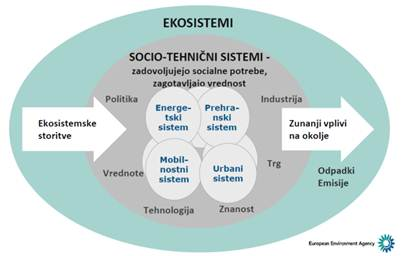 EKOSISTEMI
SOCIO-TEHNIČNI SISTEMI -
zadovoljujejo socialne potrebe,
zagotavljajo vrednost
Politika
Industrija
Energe-
tski
sistem
Prehra-
nski
sistem
Ekosistemske
storitve
Zunanji vplivi
na okolje
Vrednote
Mobil-
nostni
sistem
Urbani
sistem
Trg
Odpadki
Emisije
Tehnologija
Znanost
European Environment Agency